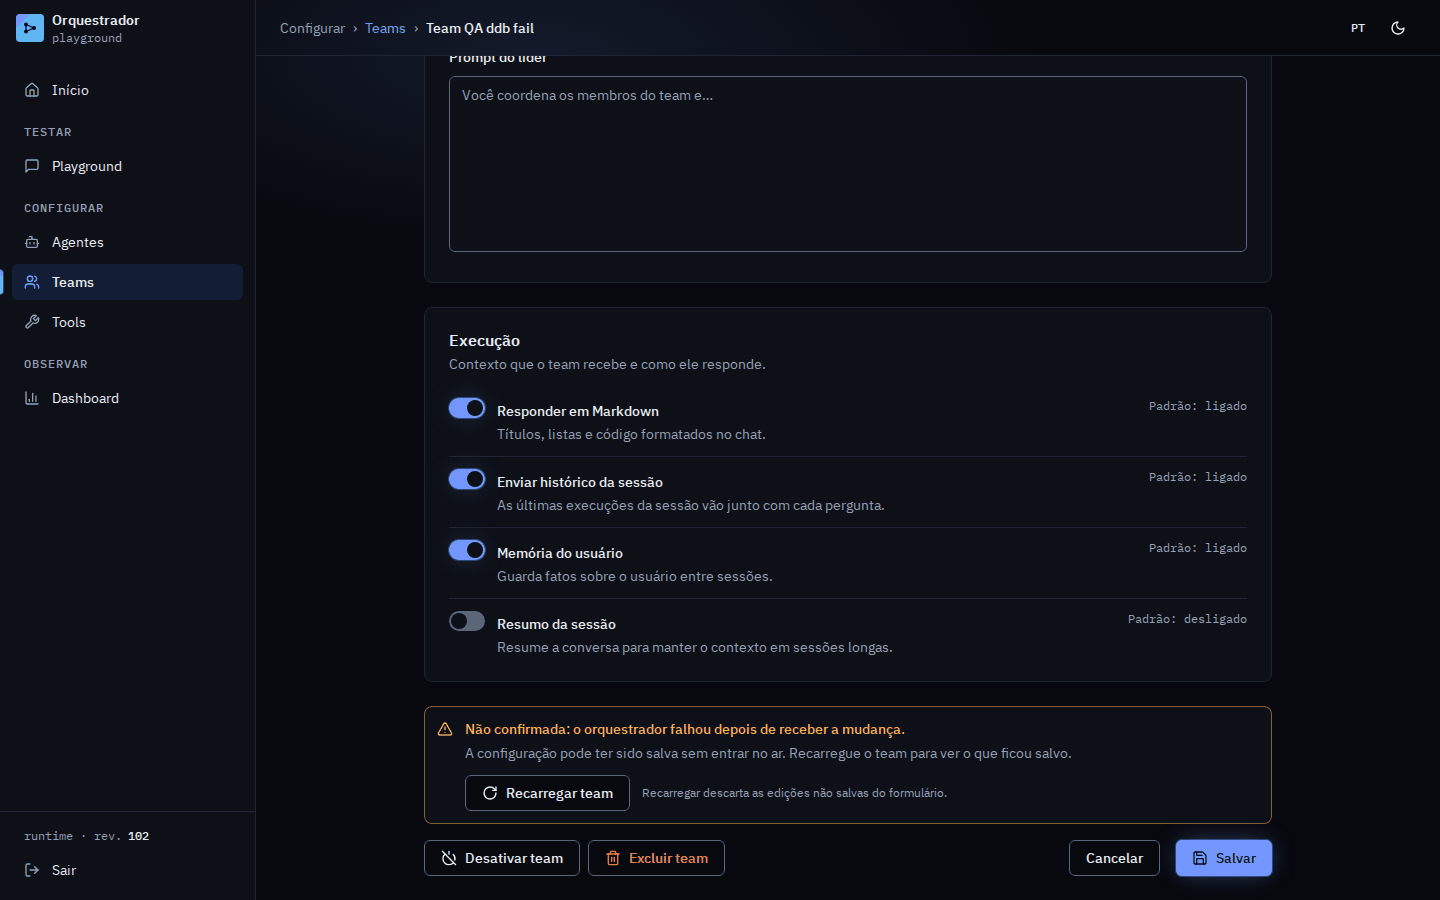 Orquestrador
playground
Início
TESTAR
Playground
CONFIGURAR
Agentes
Teams
Tools
OBSERVAR
Dashboard
runtime · rev. 102
Sair
Configurar › Teams › Team QA ddb fail
PT
Prompt do líder
Você coordena os membros do team e...
Execução
Contexto que o team recebe e como ele responde.
Responder em Markdown
Padrão: ligado
Títulos, listas e código formatados no chat.
Enviar histórico da sessão
Padrão: ligado
As últimas execuções da sessão vão junto com cada pergunta.
Memória do usuário
Padrão: ligado
Guarda fatos sobre o usuário entre sessões.
Resumo da sessão
Padrão: desligado
Resume a conversa para manter o contexto em sessões longas.
Não confirmada: o orquestrador falhou depois de receber a mudança.
A configuração pode ter sido salva sem entrar no ar. Recarregue o team para ver o que ficou salvo.
Recarregar team
Recarregar descarta as edições não salvas do formulário.
Desativar team
Excluir team
Cancelar
Salvar